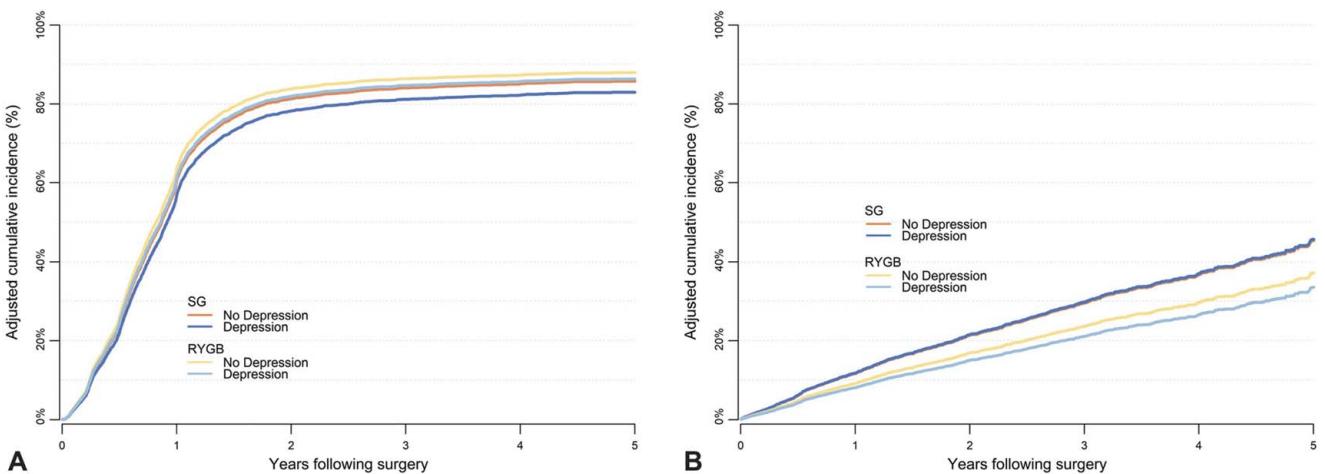 100%
80%
60%
40%
20%
0%
Adjusted cumulative incidence (%)
SG
No Depression
Depression
RYGB
No Depression
Depression
0 1 2 3 4 5
Years following surgery
A
100%
80%
60%
40%
20%
0%
Adjusted cumulative incidence (%)
SG
No Depression
Depression
RYGB
No Depression
Depression
0 1 2 3 4 5
Years following surgery
B